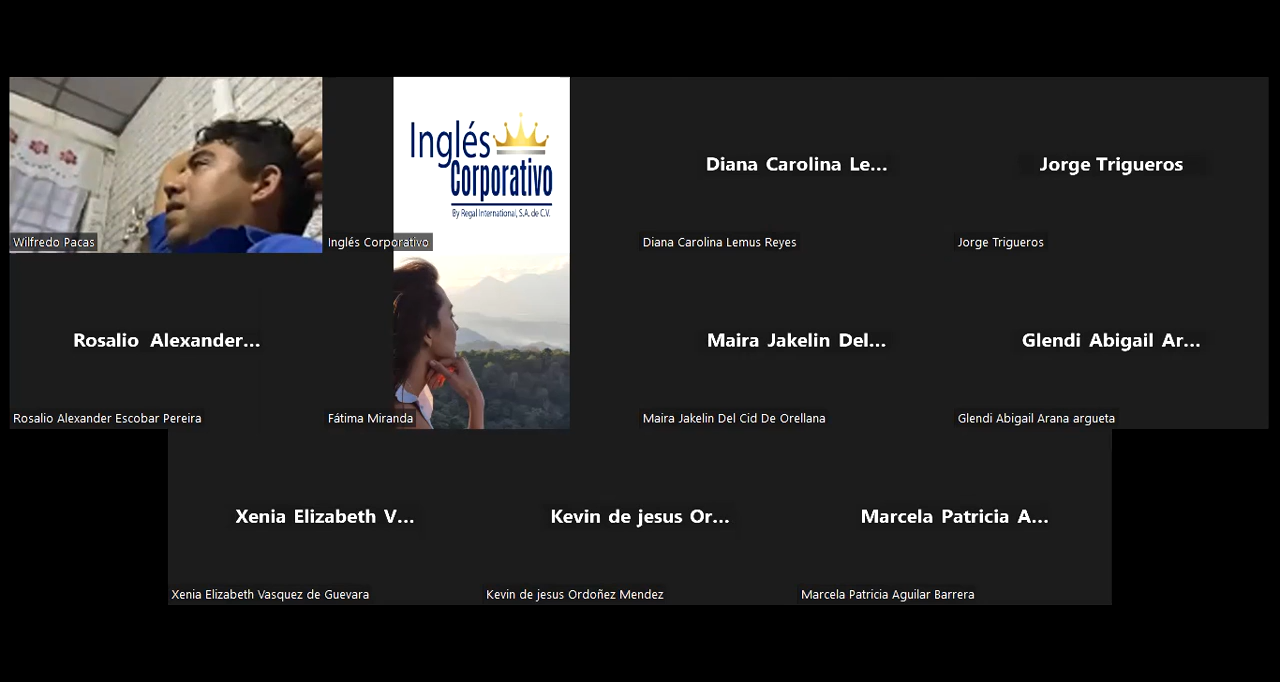 Wilfredo Pacas
Inglés
Corporativo
By Regal International, S.A. de C.V.
Inglés Corporativo
Diana Carolina Le...
Diana Carolina Lemus Reyes
Jorge Trigueros
Jorge Trigueros
Rosalio Alexander...
Rosalio Alexander Escobar Pereira
Fátima Miranda
Maira Jakelin Del...
Maira Jakelin Del Cid De Orellana
Glendi Abigail Ar...
Glendi Abigail Arana argueta
Xenia Elizabeth V...
Xenia Elizabeth Vasquez de Guevara
Kevin de jesus Or...
Kevin de jesus Ordoñez Mendez
Marcela Patricia A...
Marcela Patricia Aguilar Barrera